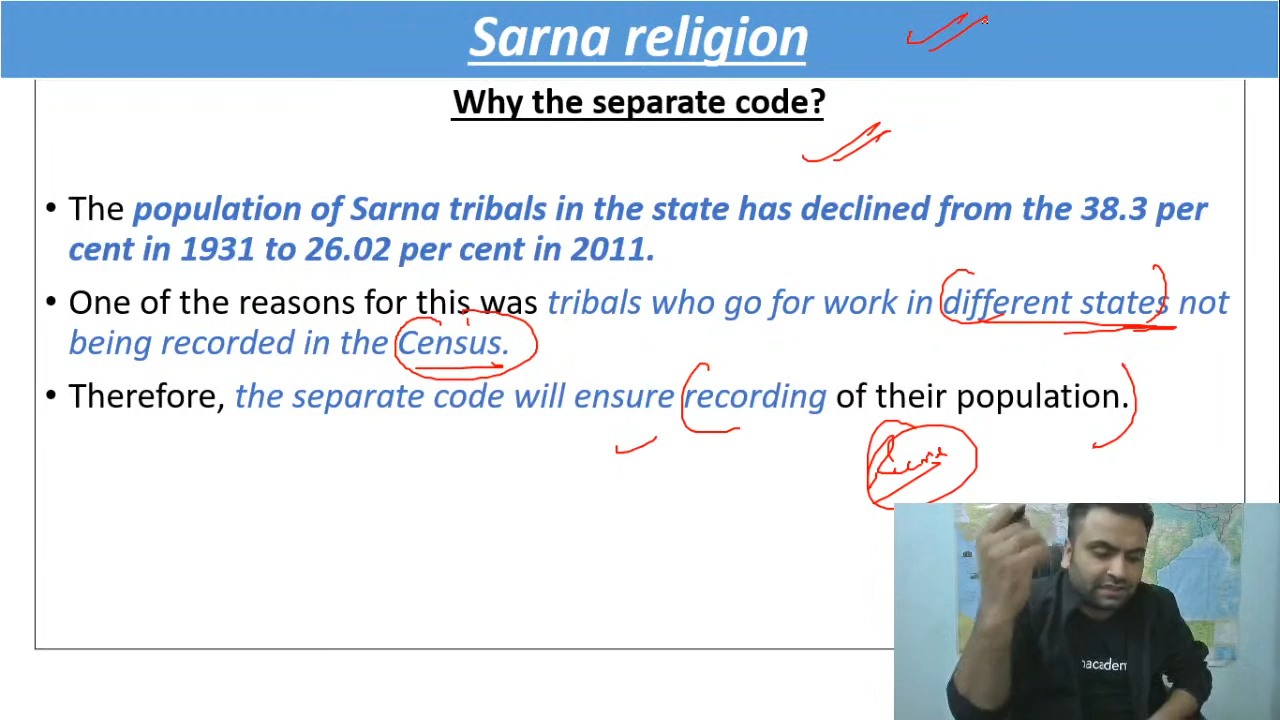 Sarna religion
Why the separate code?
• The population of Sarna tribals in the state has declined from the 38.3 per
cent in 1931 to 26.02 per cent in 2011.
• One of the reasons for this was tribals who go for work in different states not
being recorded in the Census.
• Therefore, the separate code will ensure recording of their population.
nacadem